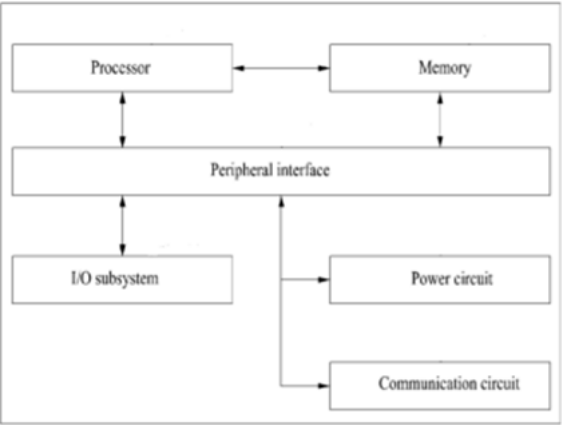 Processor
Memory
Peripheral interface
I/O subsystem
Power circuit
Communication circuit